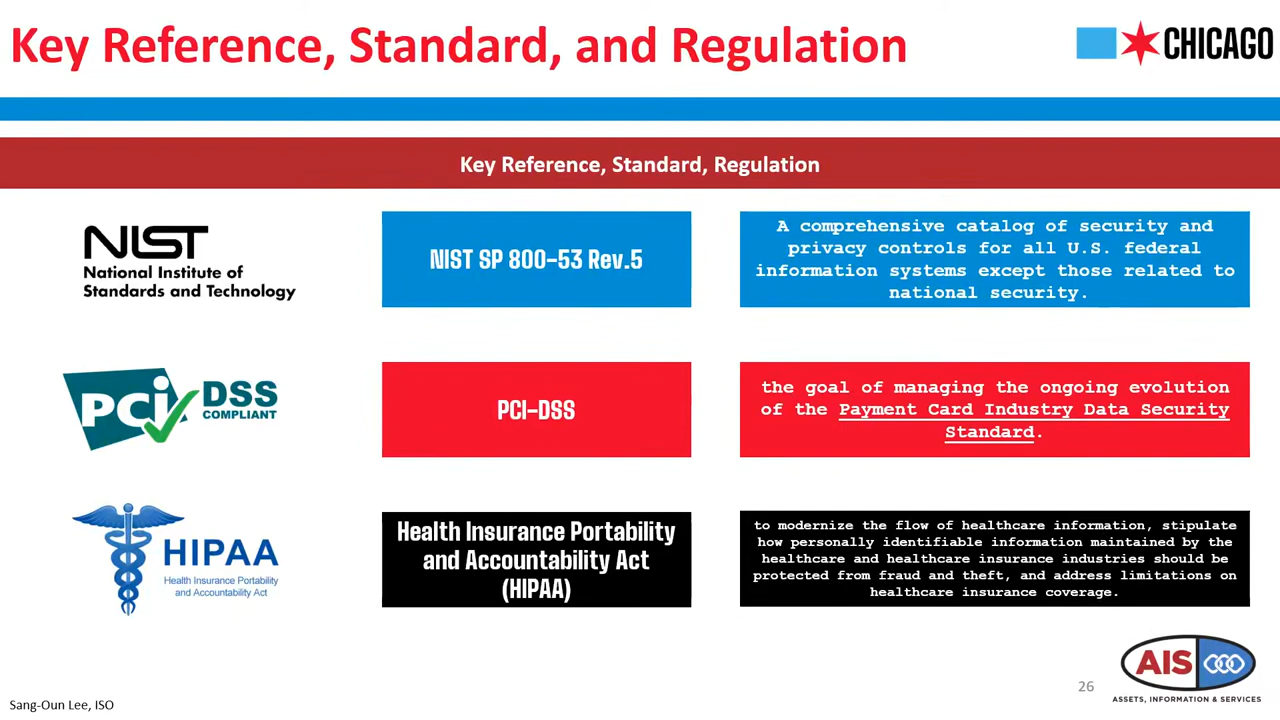 Key Reference, Standard, and Regulation
CHICAGO
Key Reference, Standard, Regulation
NIST
National Institute of
Standards and Technology
NIST SP 800-53 Rev.5
A comprehensive catalog of security and
privacy controls for all U.S. federal
information systems except those related to
national security.
PCi DSS
COMPLIANT
PCI-DSS
the goal of managing the ongoing evolution
of the Payment Card Industry Data Security
Standard.
HIPAA
Health Insurance Portability
and Accountability Act
Health Insurance Portability
and Accountability Act
(HIPAA)
to modernize the flow of healthcare information, stipulate
how personally identifiable information maintained by the
healthcare and healthcare insurance industries should be
protected from fraud and theft, and address limitations on
healthcare insurance coverage.
AIS
ASSETS, INFORMATION & SERVICES
26
Sang-Oun Lee, ISO